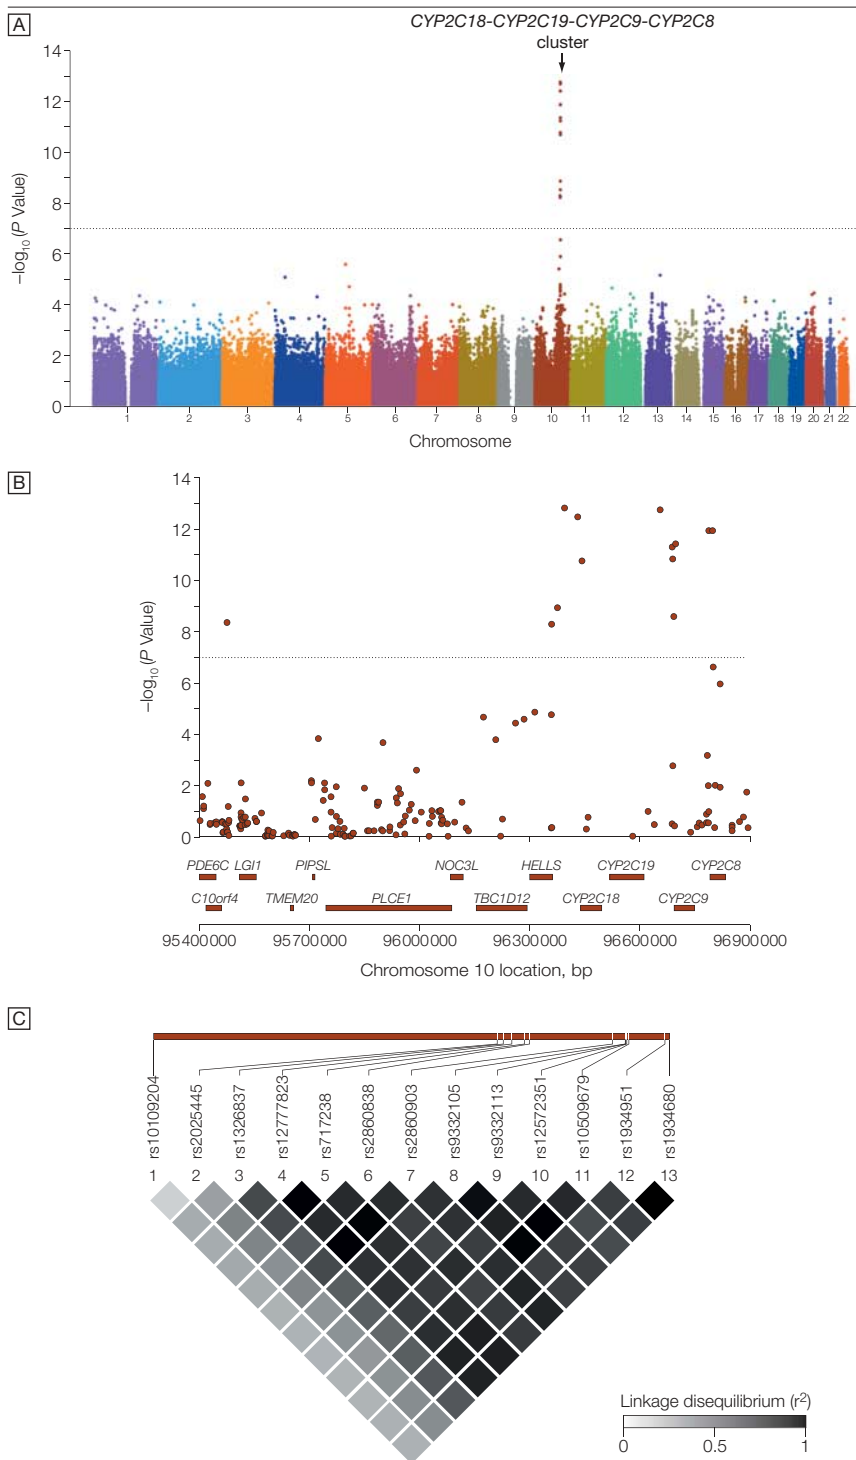 A
CYP2C18-CYP2C19-CYP2C9-CYP2C8
cluster
14
12
10
8
6
4
2
0
−log10 (P Value)
1 2 3 4 5 6 7 8 9 10 11 12 13 14 15 16 17 18 19 20 21 22
Chromosome
B
14
12
10
8
6
4
2
0
−log10 (P Value)
PDE6C LGI1 PIPSL NOC3L HELLS CYP2C19 CYP2C8
C10orf4 TMEM20 PLCE1 TBC1D12 CYP2C18 CYP2C9
95400000 95700000 96000000 96300000 96600000 96900000
Chromosome 10 location, bp
C
rs10109204
rs2025445
rs1326837
rs12777823
rs717238
rs2860838
rs2860903
rs9332105
rs9332113
rs12572351
rs10509679
rs1934951
rs1934680
1 2 3 4 5 6 7 8 9 10 11 12 13
Linkage disequilibrium (r2)
0 0.5 1